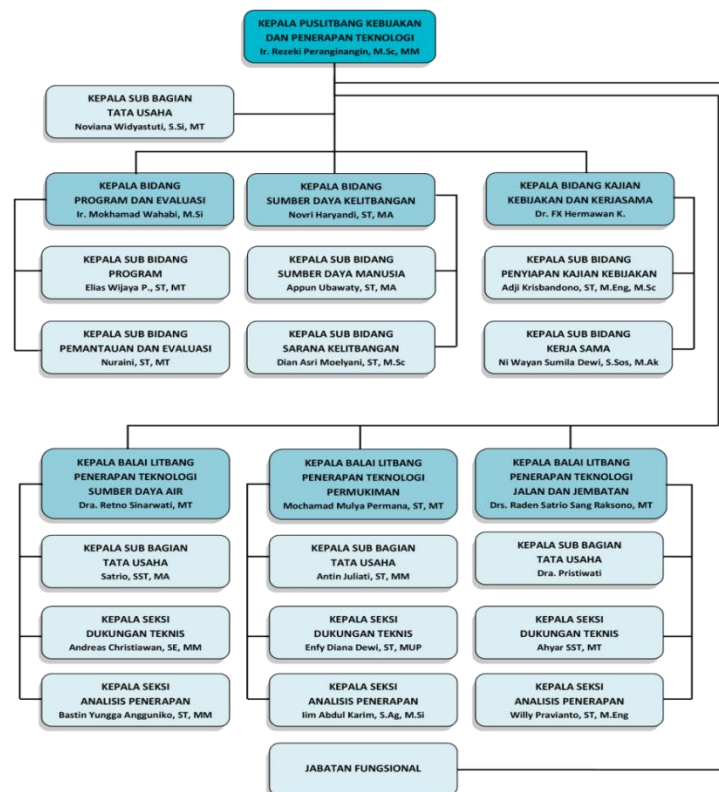 KEPALA PUSLITBANG KEBIJAKAN
DAN PENERAPAN TEKNOLOGI
Ir. Rezeki Peranginangin, M.Sc, MM
KEPALA SUB BAGIAN
TATA USAHA
Noviana Widyastuti, S.Si, MT
KEPALA BIDANG
PROGRAM DAN EVALUASI
Ir. Mokhamad Wahabi, M.Si
KEPALA BIDANG
SUMBER DAYA KELITBANGAN
Novri Haryandi, ST, MA
KEPALA BIDANG KAJIAN
KEBIJAKAN DAN KERJASAMA
Dr. FX Hermawan K.
KEPALA SUB BIDANG
PROGRAM
Elias Wijaya P., ST, MT
KEPALA SUB BIDANG
SUMBER DAYA MANUSIA
Appun Ubawaty, ST, MA
KEPALA SUB BIDANG
PENYIAPAN KAJIAN KEBIJAKAN
Adji Krisbandono, ST, M.Eng, M.Sc
KEPALA SUB BIDANG
PEMANTAUAN DAN EVALUASI
Nuraini, ST, MT
KEPALA SUB BIDANG
SARANA KELITBANGAN
Dian Asri Moelyani, ST, M.Sc
KEPALA SUB BIDANG
KERJA SAMA
Ni Wayan Sumila Dewi, S.Sos, M.Ak
KEPALA BALAI LITBANG
PENERAPAN TEKNOLOGI
SUMBER DAYA AIR
Dra. Retno Sinarwati, MT
KEPALA BALAI LITBANG
PENERAPAN TEKNOLOGI
PERMUKIMAN
Mochamad Mulya Permana, ST, MT
KEPALA BALAI LITBANG
PENERAPAN TEKNOLOGI
JALAN DAN JEMBATAN
Drs. Raden Satrio Sang Raksono, MT
KEPALA SUB BAGIAN
TATA USAHA
Satrio, SST, MA
KEPALA SUB BAGIAN
TATA USAHA
Antin Juliati, ST, MM
KEPALA SUB BAGIAN
TATA USAHA
Dra. Pristiwati
KEPALA SEKSI
DUKUNGAN TEKNIS
Andreas Christiawan, SE, MM
KEPALA SEKSI
DUKUNGAN TEKNIS
Enfy Diana Dewi, ST, MUP
KEPALA SEKSI
DUKUNGAN TEKNIS
Ahyar SST, MT
KEPALA SEKSI
ANALISIS PENERAPAN
Bastin Yungga Angguniko, ST, MM
KEPALA SEKSI
ANALISIS PENERAPAN
Iim Abdul Karim, S.Ag, M.Si
KEPALA SEKSI
ANALISIS PENERAPAN
Willy Pravianto, ST, M.Eng
JABATAN FUNGSIONAL